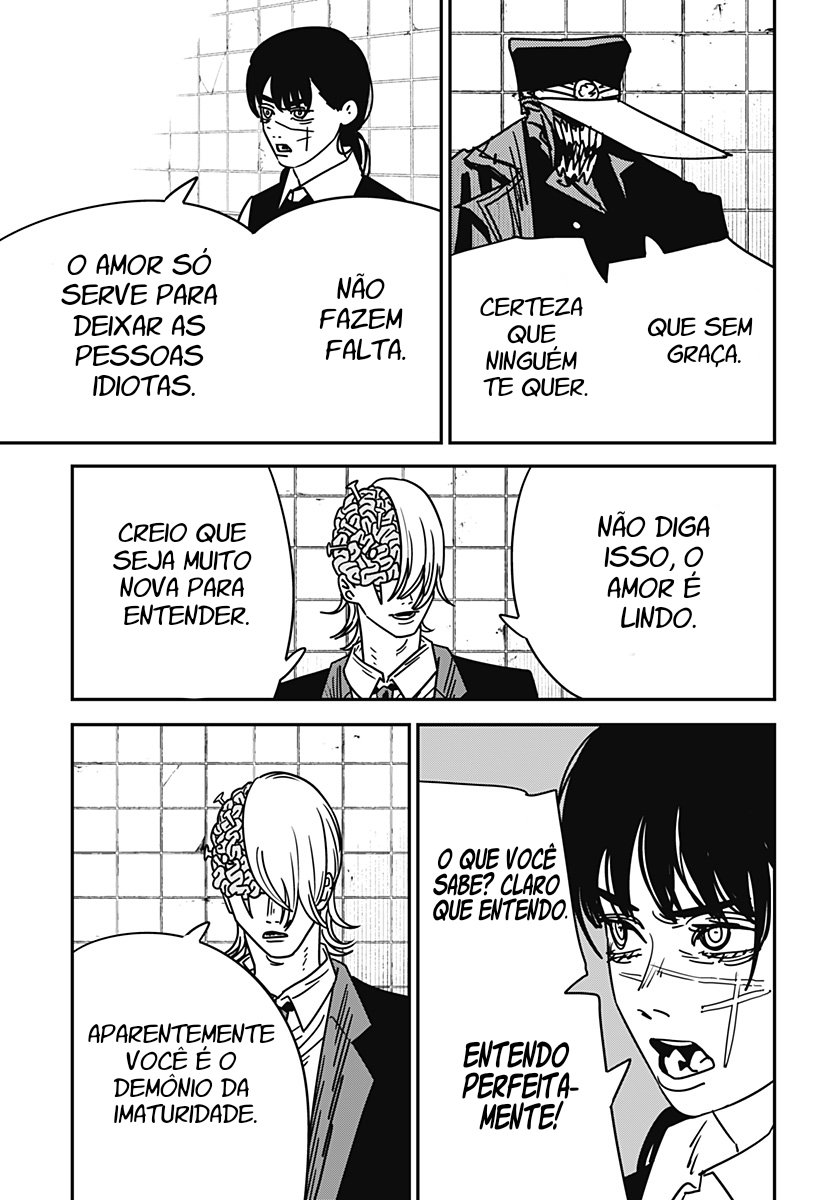 QUE SEM
GRAÇA.
CERTEZA
QUE
NINGUÉM
TE QUER.
NÃO
FAZEM
FALTA.
O AMOR SÓ
SERVE PARA
DEIXAR AS
PESSOAS
IDIOTAS.
NÃO DIGA
ISSO, O
AMOR É
LINDO.
CREIO QUE
SEJA MUITO
NOVA PARA
ENTENDER.
O QUE VOCÊ
SABE? CLARO
QUE ENTENDO.
ENTENDO
PERFEITA-
MENTE!
APARENTEMENTE
VOCÊ É O
DEMÔNIO DA
IMATURIDADE.